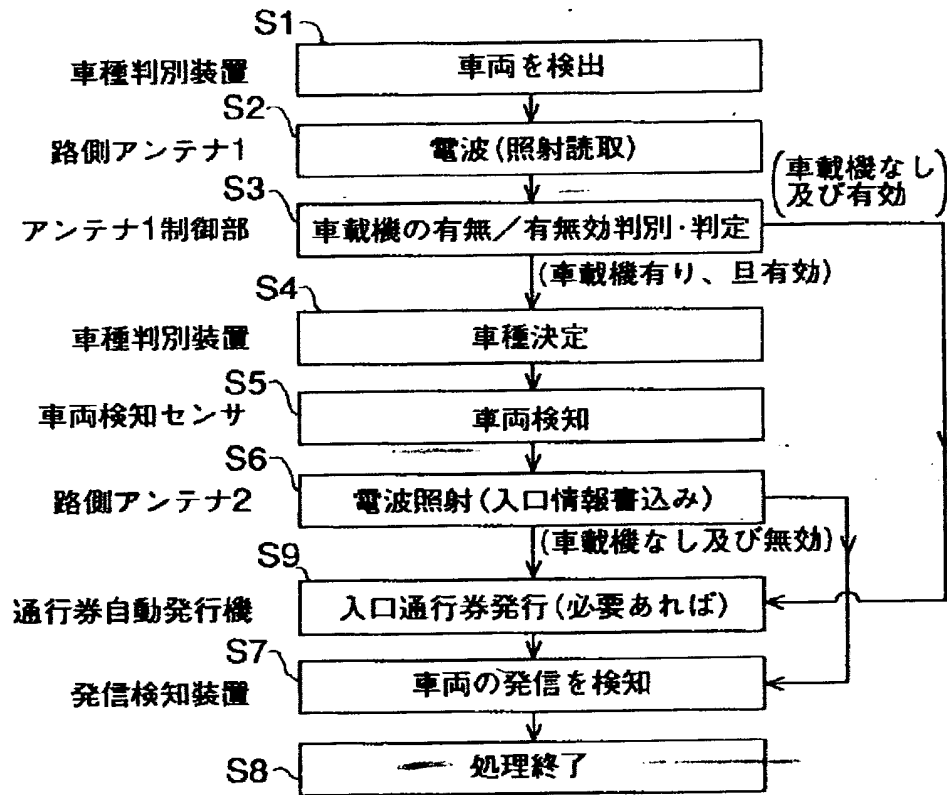 S1
車種判別装置
車両を検出
S2
路側アンテナ1
電波(照射読取)
S3
アンテナ1制御部
車載機の有無/有無効判別·判定
(車載機なし
及び有効)
(車載機有り、且有効)
S4
車種判別装置
車種決定
S5
車両検知センサ
車両検知
S6
路側アンテナ2
電波照射(入口情報書込み)
(車載機なし及び無効)
S9
通行券自動発行機
入口通行券発行(必要あれば)
S7
発信検知装置
車両の発信を検知
S8
処理終了